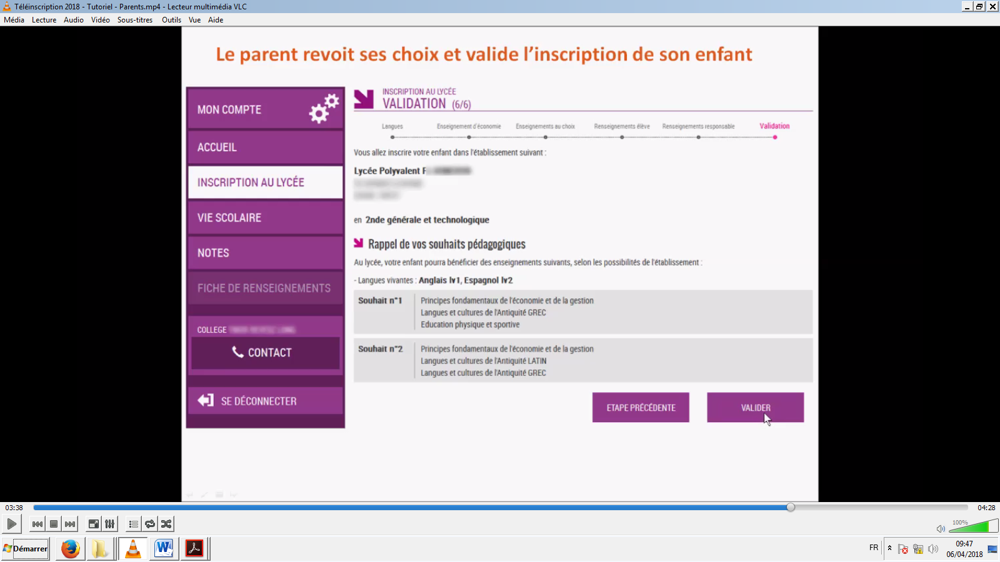 Téléinscription 2018 - Tutoriel - Parents.mp4 - Lecteur multimédia VLC
Média Lecture Audio Vidéo Sous-titres Outils Vue Aide
Le parent revoit ses choix et valide l'inscription de son enfant
MON COMPTE
ACCUEIL
INSCRIPTION AU LYCÉE
VIE SCOLAIRE
NOTES
FICHE DE RENSEIGNEMENTS
COLLEGE
CONTACT
SE DÉCONNECTER
INSCRIPTION AU LYCÉE
VALIDATION (6/6)
Langues Enseignement d'économie Enseignements au choix Renseignements élève Renseignements responsable Validation
Vous allez inscrire votre enfant dans l'établissement suivant :
Lycée Polyvalent
en 2nde générale et technologique
Rappel de vos souhaits pédagogiques
Au lycée, votre enfant pourra bénéficier des enseignements suivants, selon les possibilités de l'établissement :
- Langues vivantes : Anglais lv1, Espagnol lv2
Souhait n°1
Principes fondamentaux de l'économie et de la gestion
Langues et cultures de l'Antiquité GREC
Education physique et sportive
Souhait n°2
Principes fondamentaux de l'économie et de la gestion
Langues et cultures de l'Antiquité LATIN
Langues et cultures de l'Antiquité GREC
ETAPE PRÉCÉDENTE VALIDER
03:38 04:28
100%
Démarrer
FR
09:47
06/04/2018